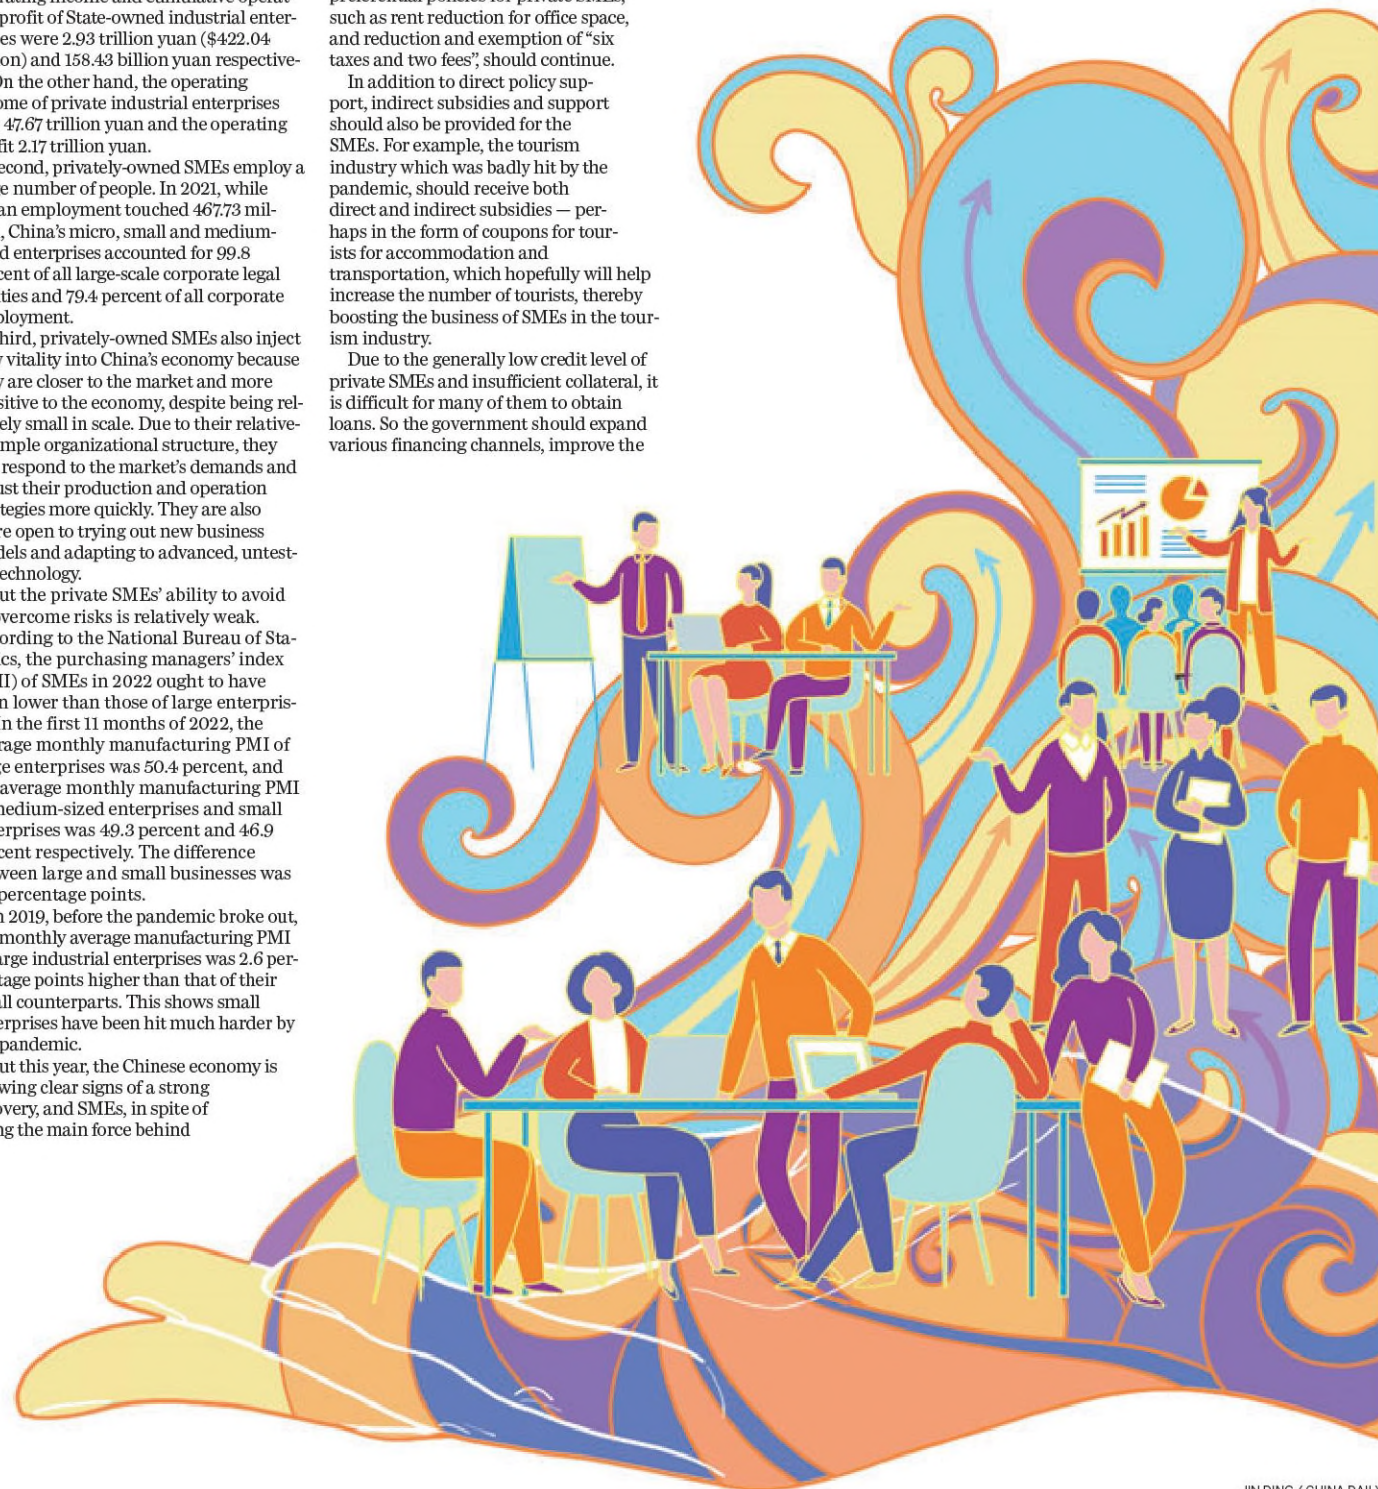 profit of State-owned industrial enter-
es were 2.93 trillion yuan ($422.04
on) and 158.43 billion yuan respective-
On the other hand, the operating
ome of private industrial enterprises
47.67 trillion yuan and the operating
fit 2.17 trillion yuan.
econd, privately-owned SMEs employ a
e number of people. In 2021, while
an employment touched 467.73 mil-
, China's micro, small and medium-
d enterprises accounted for 99.8
cent of all large-scale corporate legal
ties and 79.4 percent of all corporate
ployment.
hird, privately-owned SMEs also inject
vitality into China's economy because
y are closer to the market and more
sitive to the economy, despite being rel-
ely small in scale. Due to their relative-
mple organizational structure, they
respond to the market's demands and
ust their production and operation
tegies more quickly. They are also
re open to trying out new business
dels and adapting to advanced, untest-
echnology.
ut the private SMEs' ability to avoid
overcome risks is relatively weak.
ording to the National Bureau of Sta-
ics, the purchasing managers' index
II) of SMEs in 2022 ought to have
n lower than those of large enterpris-
In the first 11 months of 2022, the
rage monthly manufacturing PMI of
ge enterprises was 50.4 percent, and
average monthly manufacturing PMI
medium-sized enterprises and small
erprises was 49.3 percent and 46.9
cent respectively. The difference
ween large and small businesses was
percentage points.
n 2019, before the pandemic broke out,
monthly average manufacturing PMI
arge industrial enterprises was 2.6 per-
tage points higher than that of their
all counterparts. This shows small
erprises have been hit much harder by
pandemic.
ut this year, the Chinese economy is
wing clear signs of a strong
overy, and SMEs, in spite of
ng the main force behind
such as rent reduction for office space,
and reduction and exemption of “six
taxes and two fees”, should continue.
In addition to direct policy sup-
port, indirect subsidies and support
should also be provided for the
SMEs. For example, the tourism
industry which was badly hit by the
pandemic, should receive both
direct and indirect subsidies — per-
haps in the form of coupons for tour-
ists for accommodation and
transportation, which hopefully will help
increase the number of tourists, thereby
boosting the business of SMEs in the tour-
ism industry.
Due to the generally low credit level of
private SMEs and insufficient collateral, it
is difficult for many of them to obtain
loans. So the government should expand
various financing channels, improve the